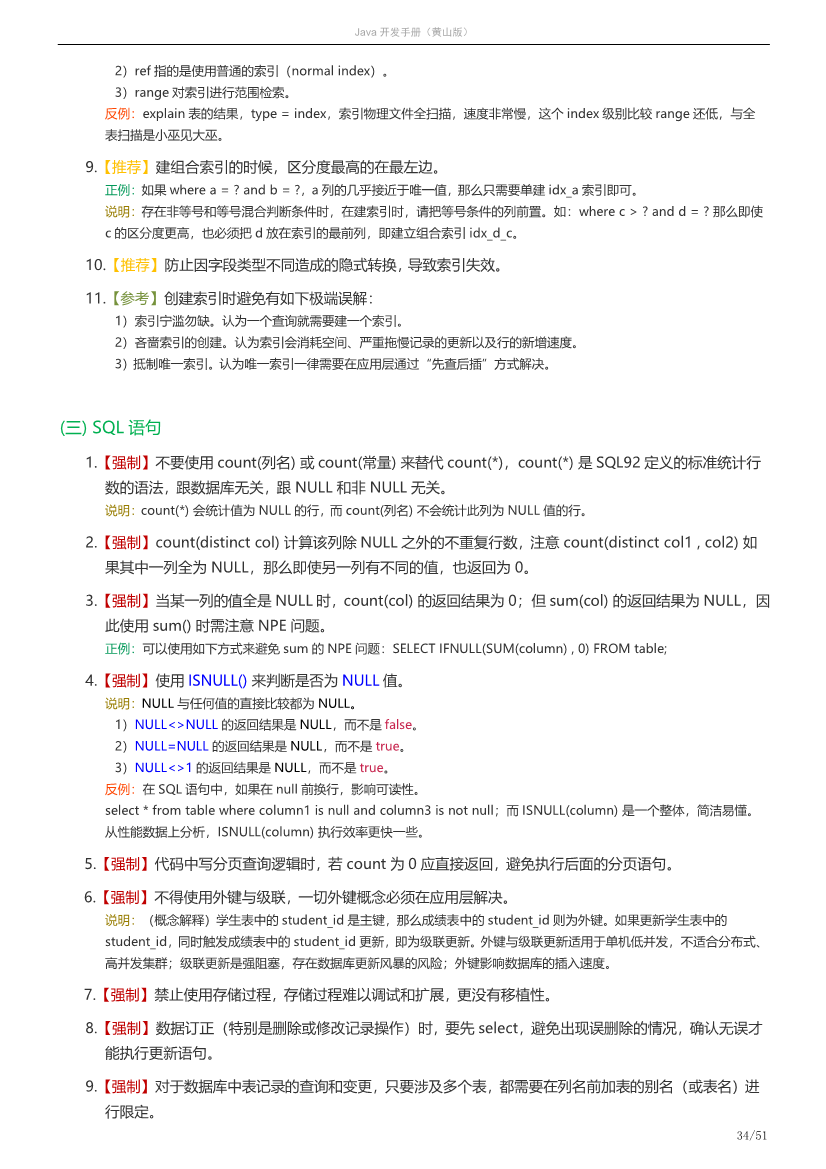 Java 开发手册（黄山版）
2）ref 指的是使用普通的索引（normal index）。
3）range 对索引进行范围检索。
反例：explain 表的结果，type = index，索引物理文件全扫描，速度非常慢，这个 index 级别比较 range 还低，与全
表扫描是小巫见大巫。
9.【推荐】建组合索引的时候，区分度最高的在最左边。
正例：如果 where a = ? and b = ?，a 列的几乎接近于唯一值，那么只需要单建 idx_a 索引即可。
说明：存在非等号和等号混合判断条件时，在建索引时，请把等号条件的列前置。如：where c > ? and d = ? 那么即使
c 的区分度更高，也必须把 d 放在索引的最前列，即建立组合索引 idx_d_c。
10.【推荐】防止因字段类型不同造成的隐式转换，导致索引失效。
11.【参考】创建索引时避免有如下极端误解：
1）索引宁滥勿缺。认为一个查询就需要建一个索引。
2）吝啬索引的创建。认为索引会消耗空间、严重拖慢记录的更新以及行的新增速度。
3）抵制唯一索引。认为唯一索引一律需要在应用层通过“先查后插”方式解决。
(三) SQL 语句
1.【强制】不要使用 count(列名) 或 count(常量) 来替代 count(*)，count(*) 是 SQL92 定义的标准统计行
数的语法，跟数据库无关，跟 NULL 和非 NULL 无关。
说明：count(*) 会统计值为 NULL 的行，而 count(列名) 不会统计此列为 NULL 值的行。
2.【强制】count(distinct col) 计算该列除 NULL 之外的不重复行数，注意 count(distinct col1 , col2) 如
果其中一列全为 NULL，那么即使另一列有不同的值，也返回为 0。
3.【强制】当某一列的值全是 NULL 时，count(col) 的返回结果为 0；但 sum(col) 的返回结果为 NULL，因
此使用 sum() 时需注意 NPE 问题。
正例：可以使用如下方式来避免 sum 的 NPE 问题：SELECT IFNULL(SUM(column) , 0) FROM table;
4.【强制】使用 ISNULL() 来判断是否为 NULL 值。
说明：NULL 与任何值的直接比较都为 NULL。
1）NULL<>NULL 的返回结果是 NULL，而不是 false。
2）NULL=NULL 的返回结果是 NULL，而不是 true。
3）NULL<>1 的返回结果是 NULL，而不是 true。
反例：在 SQL 语句中，如果在 null 前换行，影响可读性。
select * from table where column1 is null and column3 is not null；而 ISNULL(column) 是一个整体，简洁易懂。
从性能数据上分析，ISNULL(column) 执行效率更快一些。
5.【强制】代码中写分页查询逻辑时，若 count 为 0 应直接返回，避免执行后面的分页语句。
6.【强制】不得使用外键与级联，一切外键概念必须在应用层解决。
说明：（概念解释）学生表中的 student_id 是主键，那么成绩表中的 student_id 则为外键。如果更新学生表中的
student_id，同时触发成绩表中的 student_id 更新，即为级联更新。外键与级联更新适用于单机低并发，不适合分布式、
高并发集群；级联更新是强阻塞，存在数据库更新风暴的风险；外键影响数据库的插入速度。
7.【强制】禁止使用存储过程，存储过程难以调试和扩展，更没有移植性。
8.【强制】数据订正（特别是删除或修改记录操作）时，要先 select，避免出现误删除的情况，确认无误才
能执行更新语句。
9.【强制】对于数据库中表记录的查询和变更，只要涉及多个表，都需要在列名前加表的别名（或表名）进
行限定。
34/51